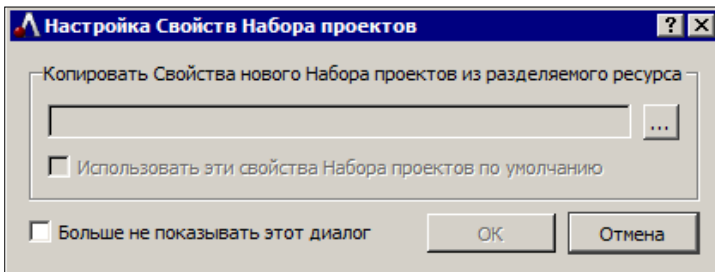 Настройка Свойств Набора проектов
Копировать Свойства нового Набора проектов из разделяемого ресурса
...
Использовать эти свойства Набора проектов по умолчанию
Больше не показывать этот диалог
OK
Отмена